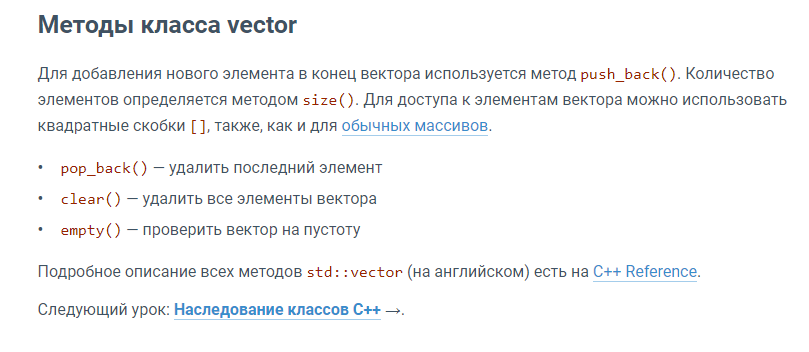 Методы класса vector
Для добавления нового элемента в конец вектора используется метод push_back(). Количество
элементов определяется методом size(). Для доступа к элементам вектора можно использовать
квадратные скобки [], также, как и для обычных массивов.
• pop_back() — удалить последний элемент
• clear() — удалить все элементы вектора
• empty() — проверить вектор на пустоту
Подробное описание всех методов std::vector (на английском) есть на C++ Reference.
Следующий урок: Наследование классов C++ →.